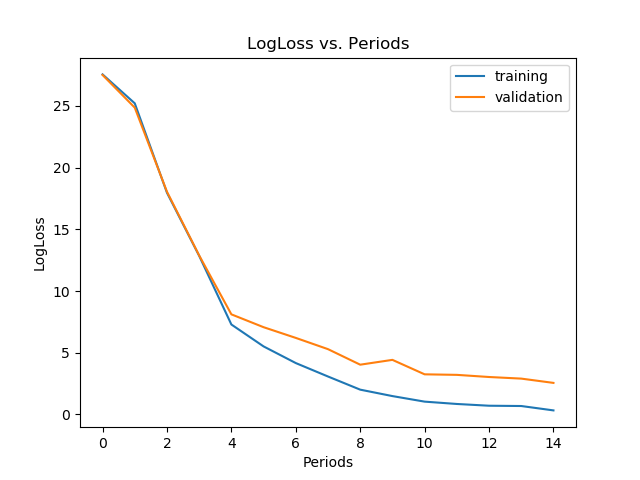 LogLoss vs. Periods
training
validation
LogLoss
25
20
15
10
5
0
0 2 4 6 8 10 12 14
Periods